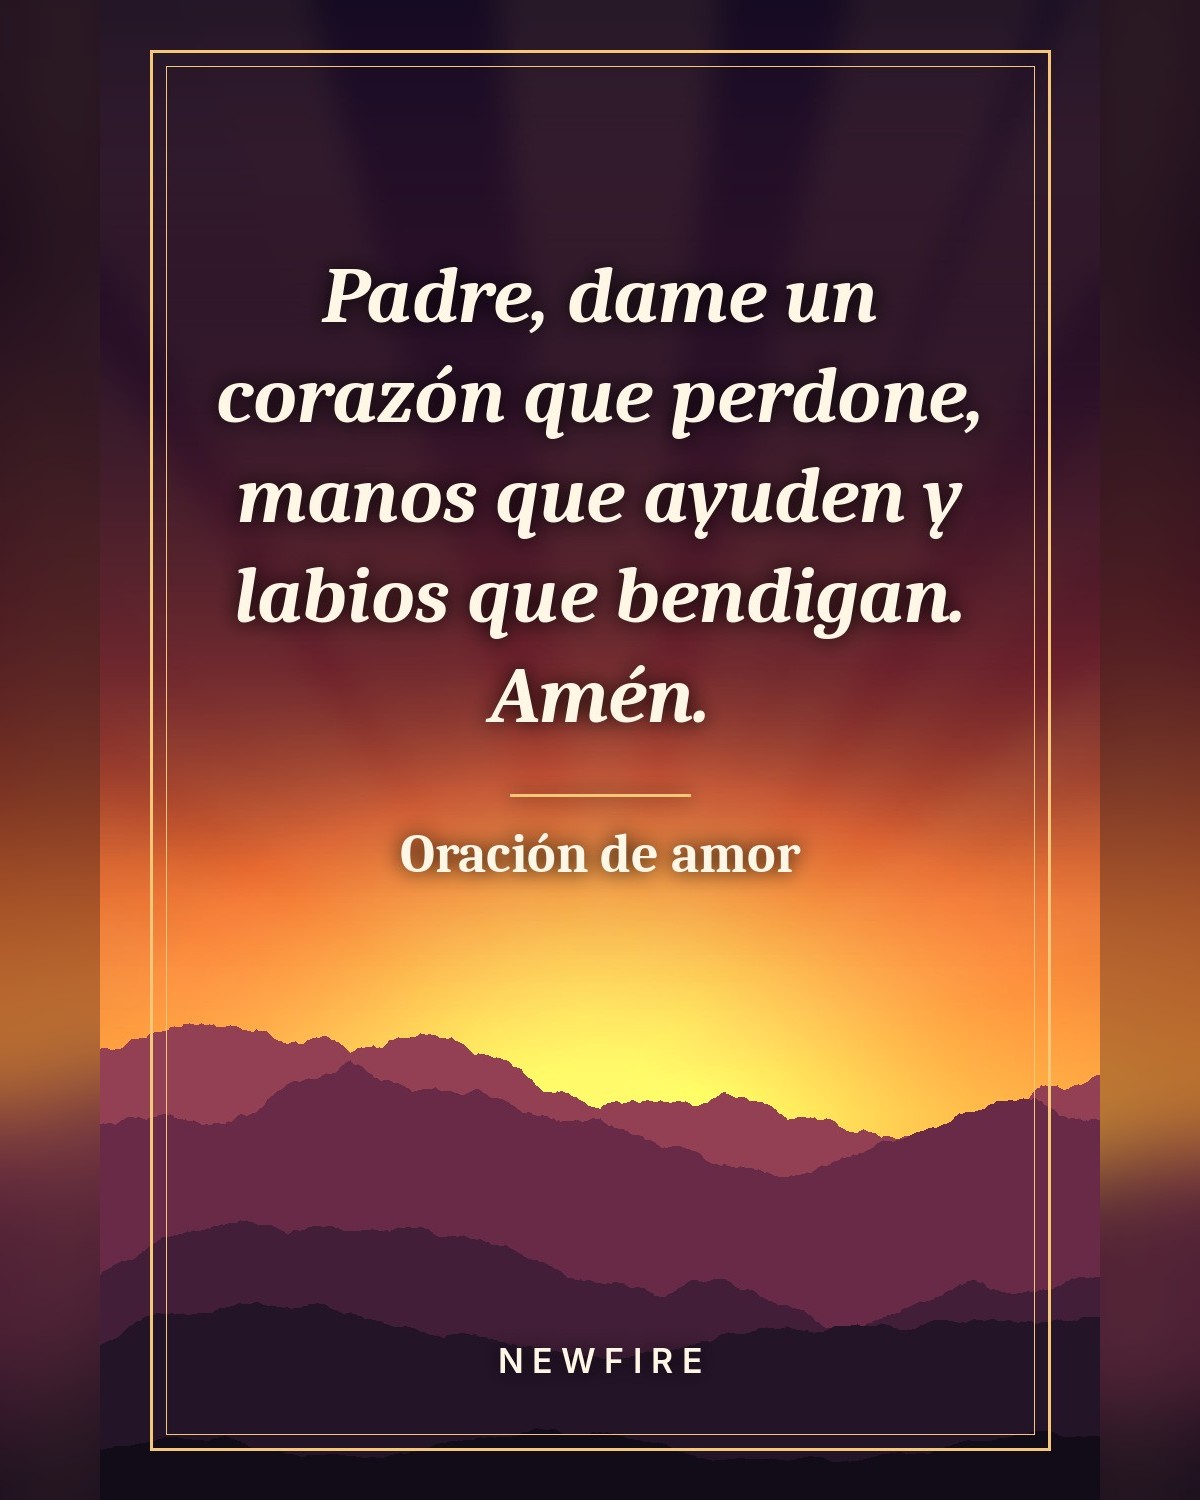 Padre, dame un
corazón que perdone,
manos que ayuden y
labios que bendigan.
Amén.
Oración de amor
NEWFIRE